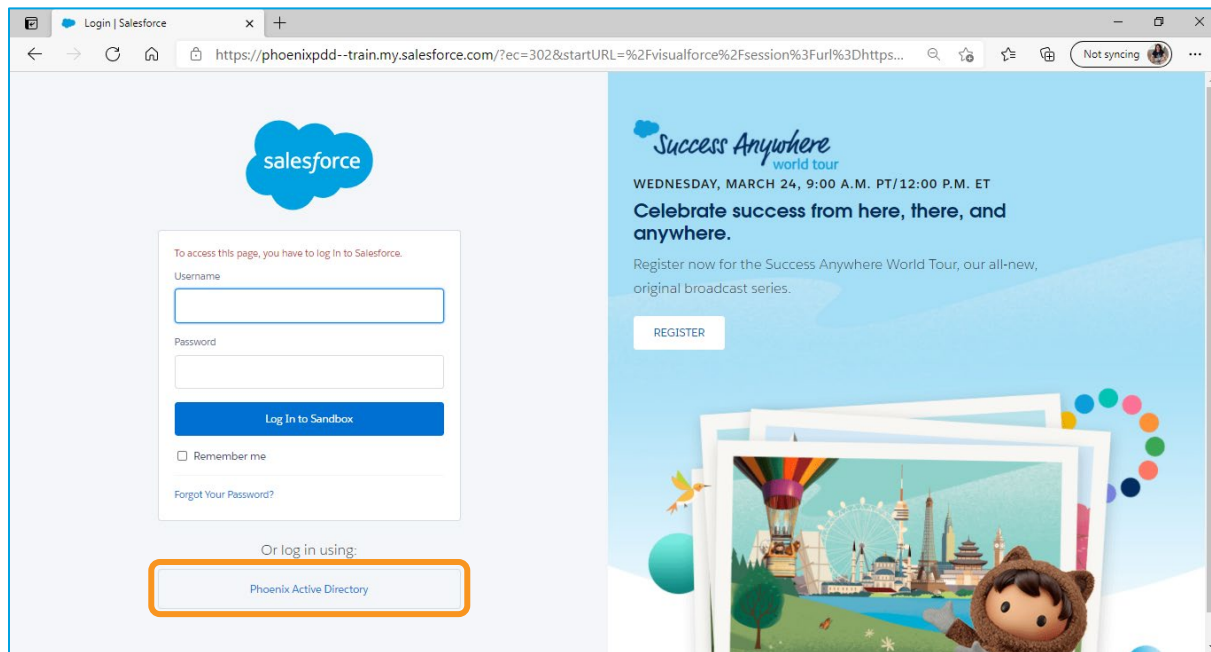 Login | Salesforce
https://phoenixpdd--train.my.salesforce.com/?ec=302&startURL=%2Fvisualforce%2Fsession%3Furl%3Dhttps...
Not syncing
salesforce
To access this page, you have to log in to Salesforce.
Username
Password
Log In to Sandbox
Remember me
Forgot Your Password?
Or log in using:
Phoenix Active Directory
Success Anywhere
world tour
WEDNESDAY, MARCH 24, 9:00 A.M. PT/12:00 P.M. ET
Celebrate success from here, there, and
anywhere.
Register now for the Success Anywhere World Tour, our all-new,
original broadcast series.
REGISTER